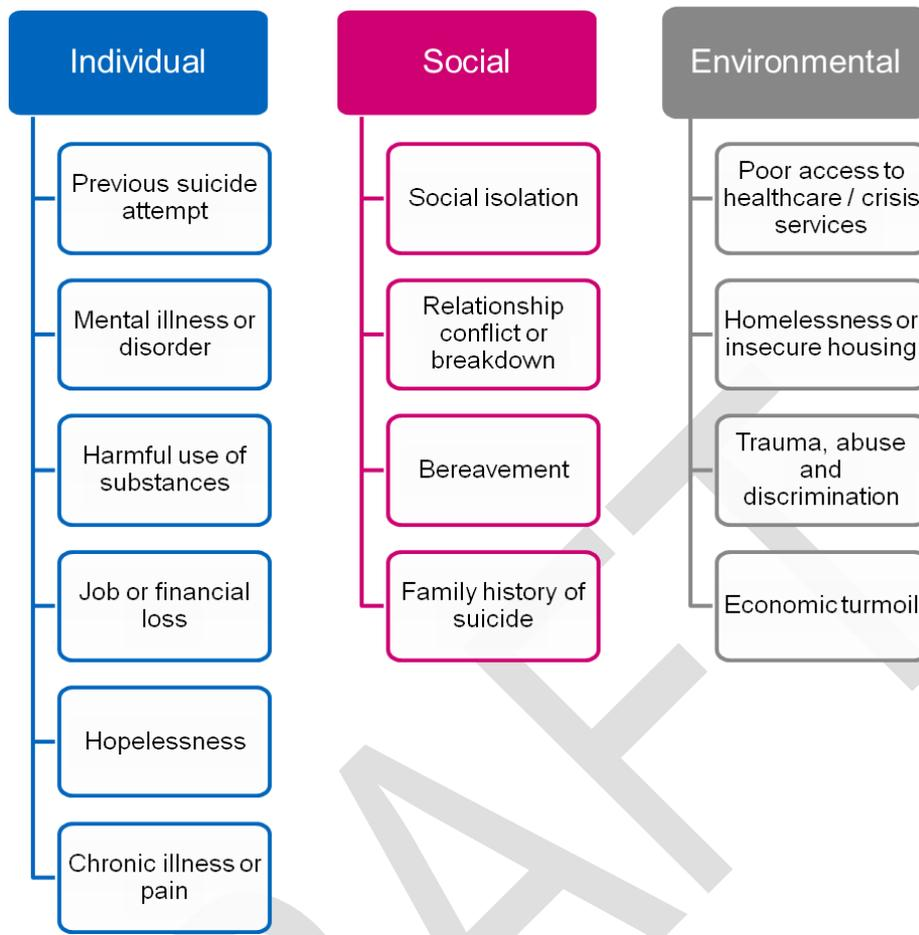 Individual
Previous suicide
attempt
Mental illness or
disorder
Harmful use of
substances
Job or financial
loss
Hopelessness
Chronic illness or
pain
Social
Social isolation
Relationship
conflict or
breakdown
Bereavement
Family history of
suicide
Environmental
Poor access to
healthcare / crisis
services
Homelessness or
insecure housing
Trauma, abuse
and
discrimination
Economic turmoil
RAFT